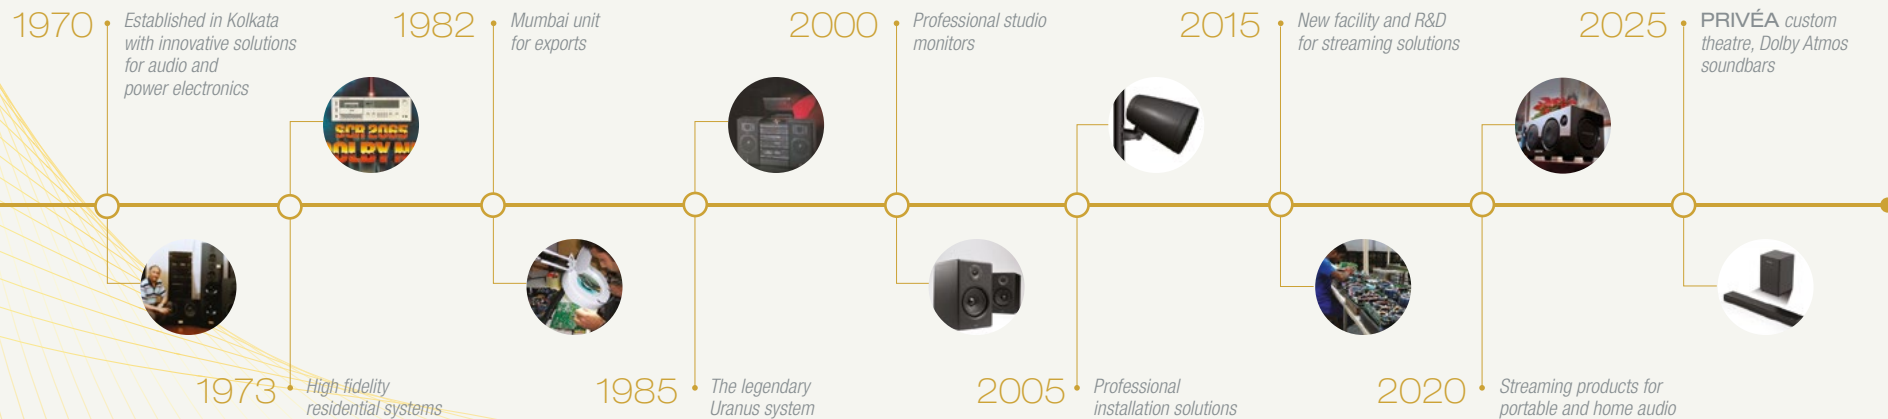 1970
Established in Kolkata
with innovative solutions
for audio and
power electronics
1973
High fidelity
residential systems
SCR 2065
DOLBY N
1982
Mumbai unit
for exports
1985
The legendary
Uranus system
2000
Professional studio
monitors
2005
Professional
installation solutions
2015
New facility and R&D
for streaming solutions
2020
Streaming products for
portable and home audio
2025
PRIVÉA custom
theatre, Dolby Atmos
soundbars